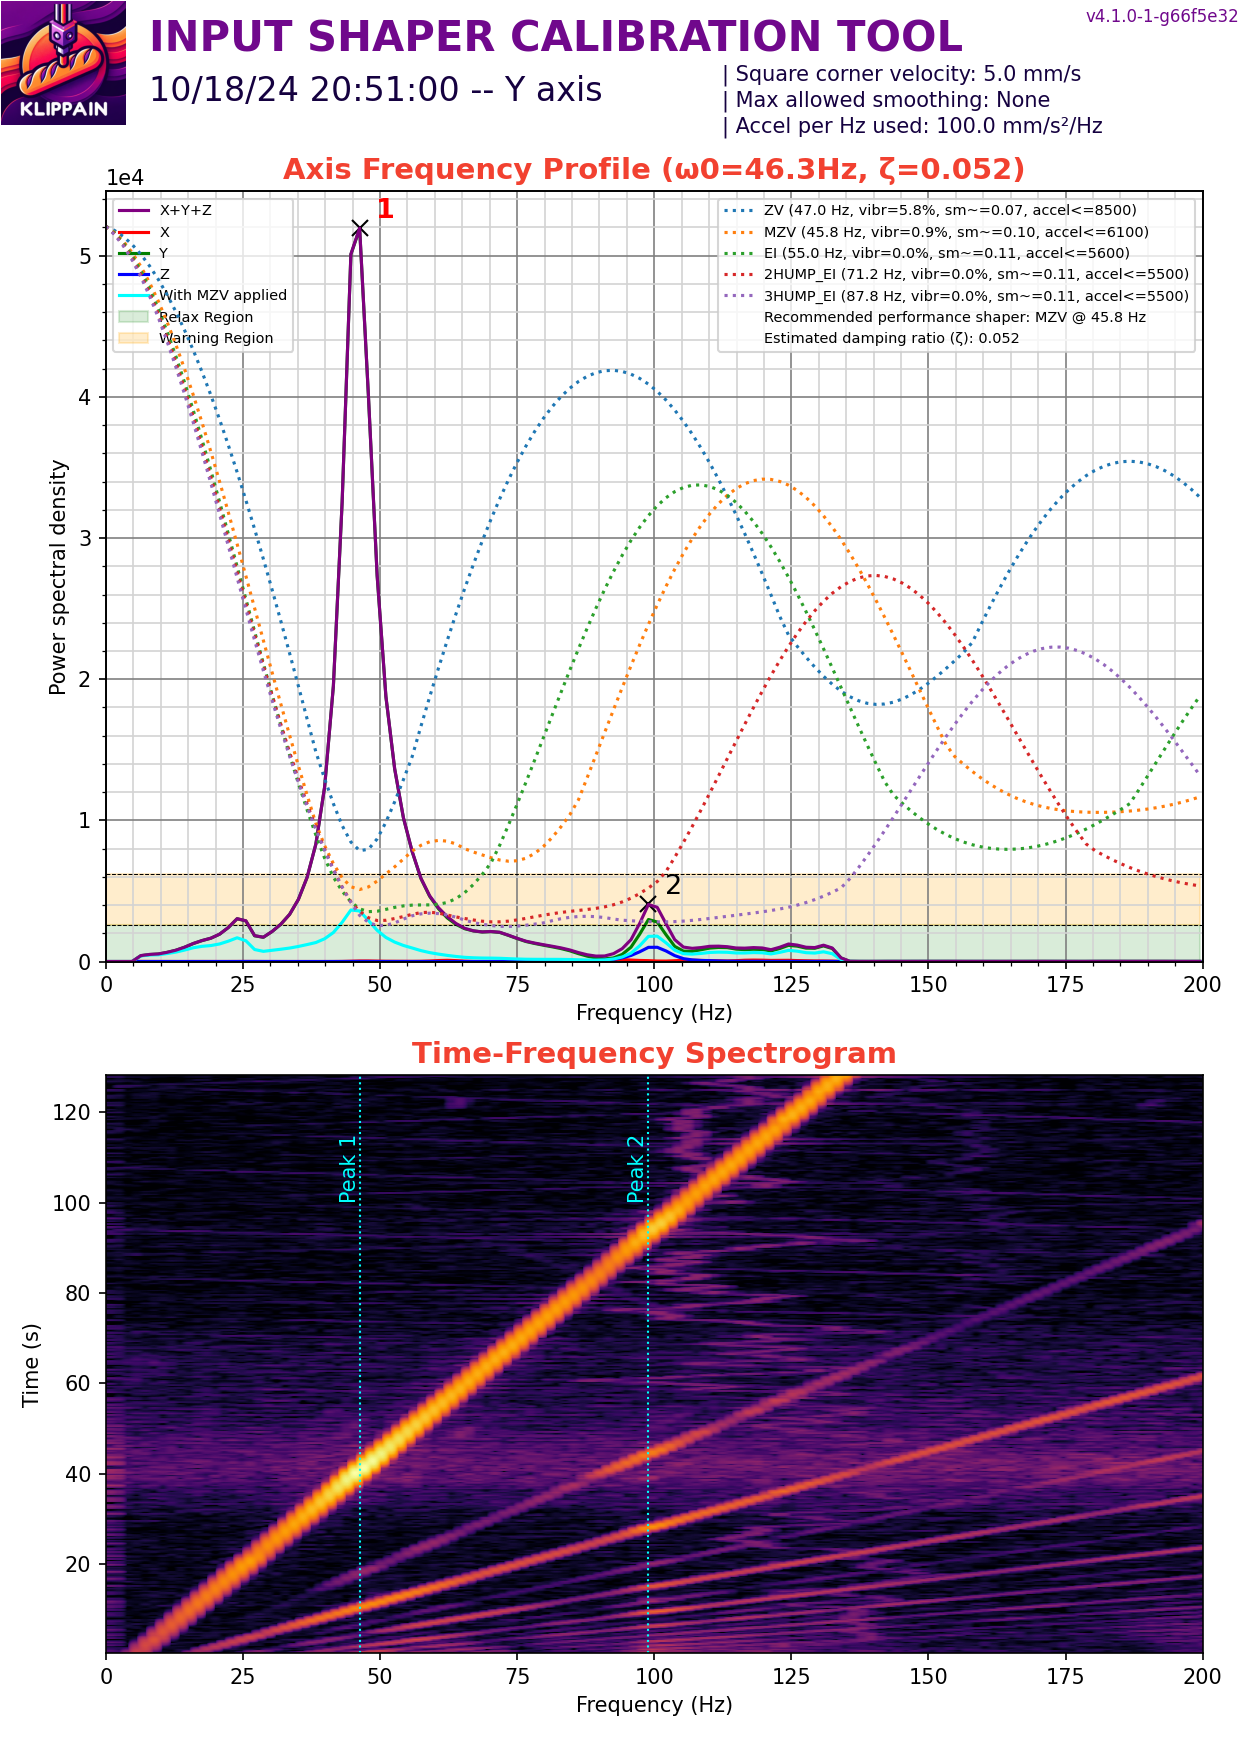 v4.1.0-1-g66f5e32
INPUT SHAPER CALIBRATION TOOL
KLIPPAIN
10/18/24 20:51:00 -- Y axis
| Square corner velocity: 5.0 mm/s
| Max allowed smoothing: None
| Accel per Hz used: 100.0 mm/s²/Hz
Axis Frequency Profile (ω0=46.3Hz, ζ=0.052)
1e4
X+Y+Z
X
Y
Z
With MZV applied
Relax Region
Warning Region
1
ZV (47.0 Hz, vibr=5.8%, sm~=0.07, accel<=8500)
MZV (45.8 Hz, vibr=0.9%, sm~=0.10, accel<=6100)
EI (55.0 Hz, vibr=0.0%, sm~=0.11, accel<=5600)
2HUMP_EI (71.2 Hz, vibr=0.0%, sm~=0.11, accel<=5500)
3HUMP_EI (87.8 Hz, vibr=0.0%, sm~=0.11, accel<=5500)
Recommended performance shaper: MZV @ 45.8 Hz
Estimated damping ratio (ζ): 0.052
2
Power spectral density
5
4
3
2
1
0
0 25 50 75 100 125 150 175 200
Frequency (Hz)
Time-Frequency Spectrogram
Peak 1
Peak 2
Time (s)
120
100
80
60
40
20
0 25 50 75 100 125 150 175 200
Frequency (Hz)